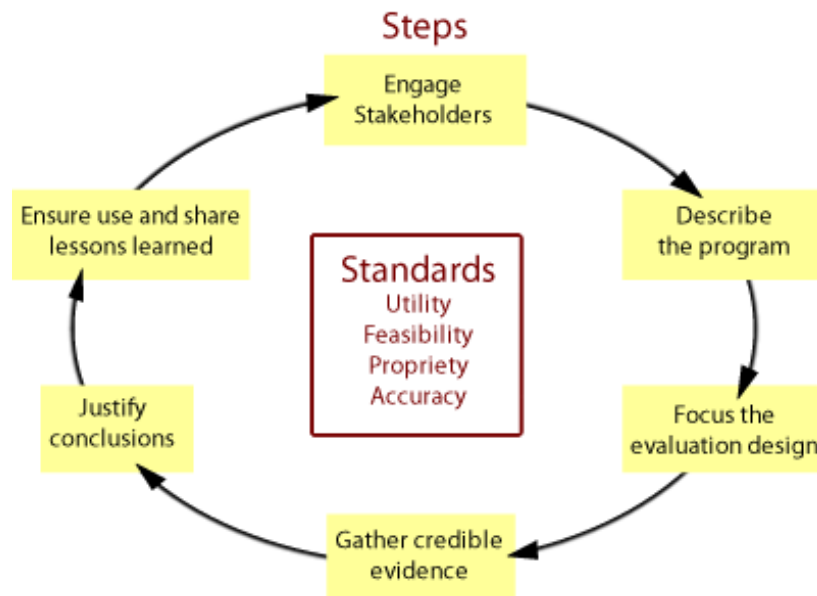 Steps
Engage
Stakeholders
Describe
the program
Focus the
evaluation design
Gather credible
evidence
Justify
conclusions
Ensure use and share
lessons learned
Standards
Utility
Feasibility
Propriety
Accuracy